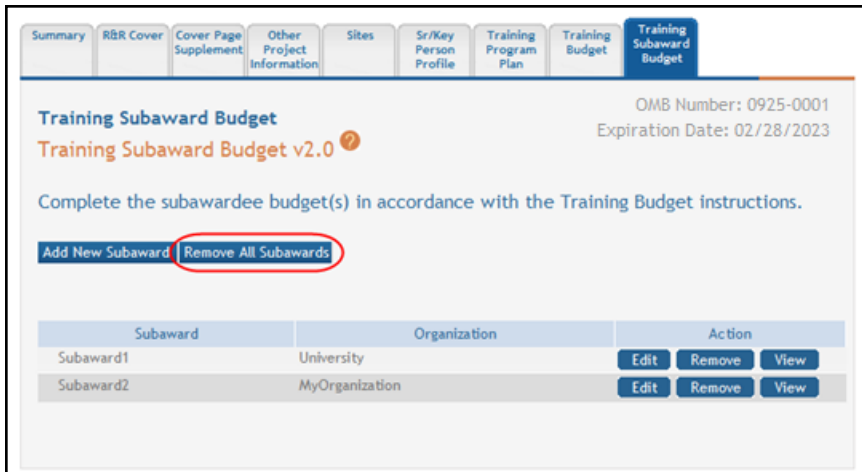 Summary
R&R Cover
Cover Page
Supplement
Other
Project
Information
Sites
Sr/Key
Person
Profile
Training
Program
Plan
Training
Budget
Training
Subaward
Budget
OMB Number: 0925-0001
Expiration Date: 02/28/2023
Training Subaward Budget
Training Subaward Budget v2.0 ?
Complete the subawardee budget(s) in accordance with the Training Budget instructions.
Add New Subaward Remove All Subawards
Subaward Organization Action
Subaward1 University Edit Remove View
Subaward2 MyOrganization Edit Remove View